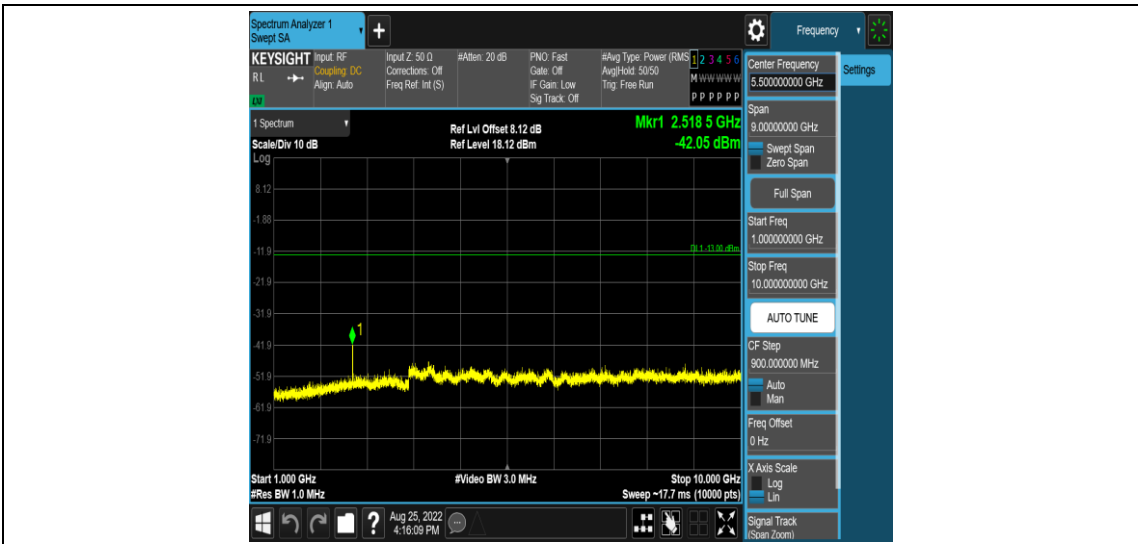 Spectrum Analyzer 1
Swept SA
+
Frequency
KEYSIGHT
RL
LXI
Input: RF
Coupling: DC
Align: Auto
Input Z: 50 Ω
Corrections: Off
Freq Ref: Int (S)
#Atten: 20 dB
PNO: Fast
Gate: Off
IF Gain: Low
Sig Track: Off
#Avg Type: Power (RMS
Avg|Hold: 50/50
Trig: Free Run
1 2 3 4 5 6
M W W W W W
P P P P P P
Center Frequency
5.500000000 GHz
Settings
Span
9.00000000 GHz
Swept Span
Zero Span
Full Span
Start Freq
1.000000000 GHz
Stop Freq
10.000000000 GHz
AUTO TUNE
CF Step
900.000000 MHz
Auto
Man
Freq Offset
0 Hz
X Axis Scale
Log
Lin
Signal Track
(Span Zoom)
1 Spectrum
Scale/Div 10 dB
Log
Ref Lvl Offset 8.12 dB
Ref Level 18.12 dBm
Mkr1 2.518 5 GHz
-42.05 dBm
8.12
-1.88
-11.9
DL1 -13.00 dBm
-21.9
-31.9
1
-41.9
-51.9
-61.9
-71.9
Start 1.000 GHz
#Video BW 3.0 MHz
Stop 10.000 GHz
#Res BW 1.0 MHz
Sweep ~17.7 ms (10000 pts)
?
Aug 25, 2022
4:16:09 PM